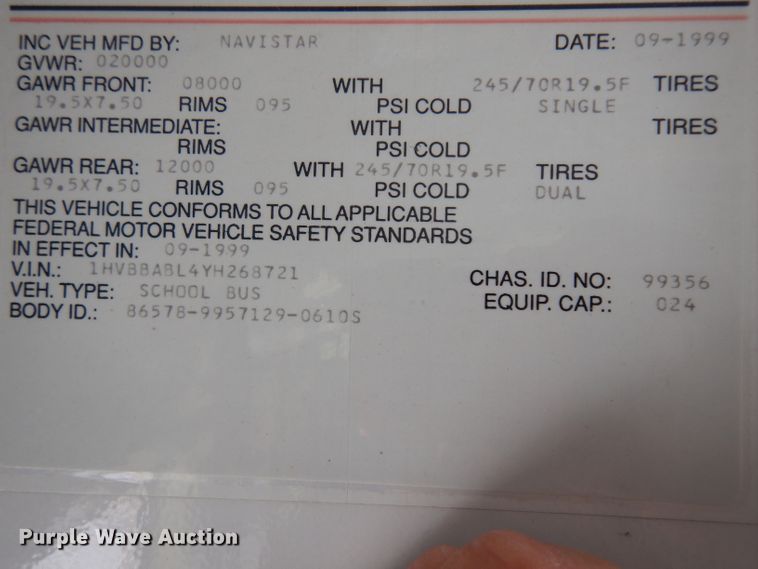 INC VEH MFD BY: NAVISTAR DATE: 09-1999
GVWR: 020000
GAWR FRONT: 08000 WITH 245/70R19.5F TIRES
19.5X7.50 RIMS 095 PSI COLD SINGLE
GAWR INTERMEDIATE: WITH TIRES
RIMS PSI COLD
GAWR REAR: 12000 WITH 245/70R19.5F TIRES
19.5X7.50 RIMS 095 PSI COLD DUAL
THIS VEHICLE CONFORMS TO ALL APPLICABLE
FEDERAL MOTOR VEHICLE SAFETY STANDARDS
IN EFFECT IN: 09-1999
V.I.N.: 1HVBBABL4YH268721 CHAS. ID. NO: 99356
VEH. TYPE: SCHOOL BUS EQUIP. CAP.: 024
BODY ID.: 86578-9957129-0610S
Purple Wave Auction